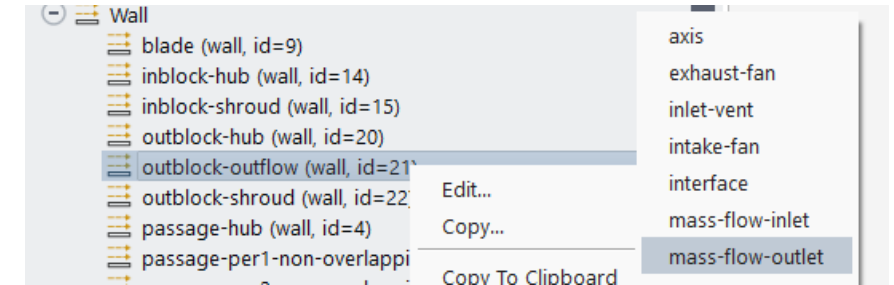 Wall
blade (wall, id=9)
inblock-hub (wall, id=14)
inblock-shroud (wall, id=15)
outblock-hub (wall, id=20)
outblock-outflow (wall, id=21)
outblock-shroud (wall, id=22)
passage-hub (wall, id=4)
passage-per1-non-overlappi
Edit...
Copy...
Copy To Clipboard
axis
exhaust-fan
inlet-vent
intake-fan
interface
mass-flow-inlet
mass-flow-outlet